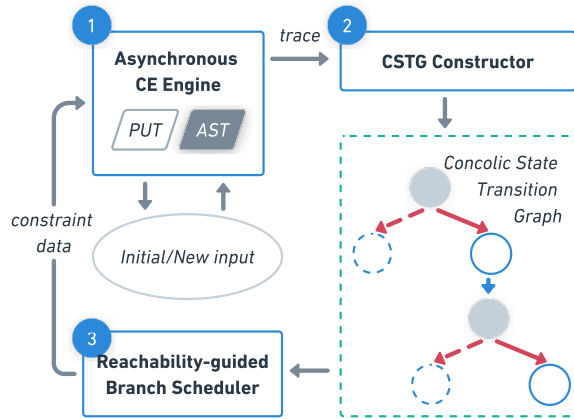 1
Asynchronous
CE Engine
PUT
AST
trace
2
CSTG Constructor
Concolic State
Transition
Graph
constraint
data
Initial/New input
3
Reachability-guided
Branch Scheduler